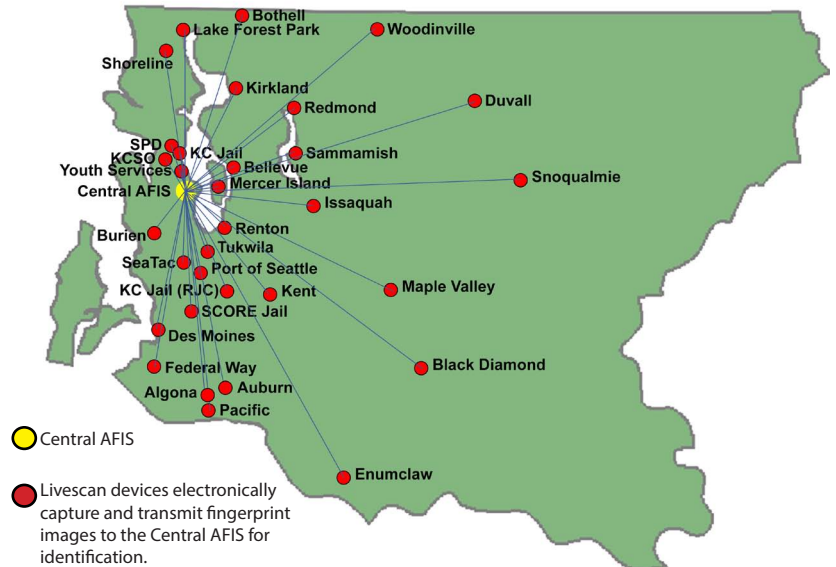 Bothell
Lake Forest Park
Woodinville
Shoreline
Kirkland
Redmond
Duvall
SPD
KC Jail
KCSO
Sammamish
Youth Services
Bellevue
Central AFIS
Mercer Island
Snoqualmie
Issaquah
Burien
Renton
Tukwila
SeaTac
Port of Seattle
KC Jail (RJC)
Kent
Maple Valley
SCORE Jail
Des Moines
Federal Way
Black Diamond
Algona
Auburn
Pacific
Central AFIS
Enumclaw
Livescan devices electronically
capture and transmit fingerprint
images to the Central AFIS for
identification.